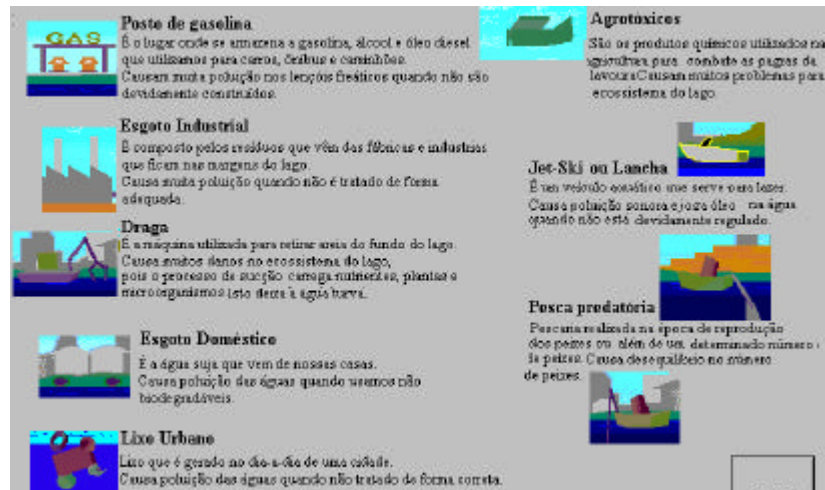 Posto de gasolina
GAS
É o lugar onde se armazena a gasolina, álcool e óleo diesel
que utilizamos para carros, ônibus e caminhões.
Causam muita poluição nos lençóis freáticos quando não são
devidamente construídos.
Esgoto Industrial
É composto pelos resíduos que vêm das fábricas e industrias
que ficam nas margens do lago.
Causa muita poluição quando não é tratado de forma
adequada.
Draga
É a máquina utilizada para retirar areia do fundo do lago.
Causa muitos danos no ecossistema do lago,
pois o processo de sucção carrega nutrientes, plantas e
microorganismos isto deixa a água turva.
Esgoto Doméstico
É a água suja que vem de nossas casas.
Causa poluição das águas quando usamos não
biodegradáveis.
Lixo Urbano
Lixo que é gerado no dia-a-dia de uma cidade.
Causa poluição das águas quando não tratado de forma correta.
Agrotóxicos
São os produtos químicos utilizados na
agricultura para combate as pragas da
lavoura Causam muitos problemas para
ecossistema do lago.
Jet-Ski ou Lancha
É um veículo aquático que serve para lazer.
Causa poluição sonora e joga óleo na água
quando não está devidamente regulado.
Pesca predatória
Pescaria realizada na época de reprodução
dos peixes ou além de um determinado número
de peixes. Causa desequilíbrio no número
de peixes.